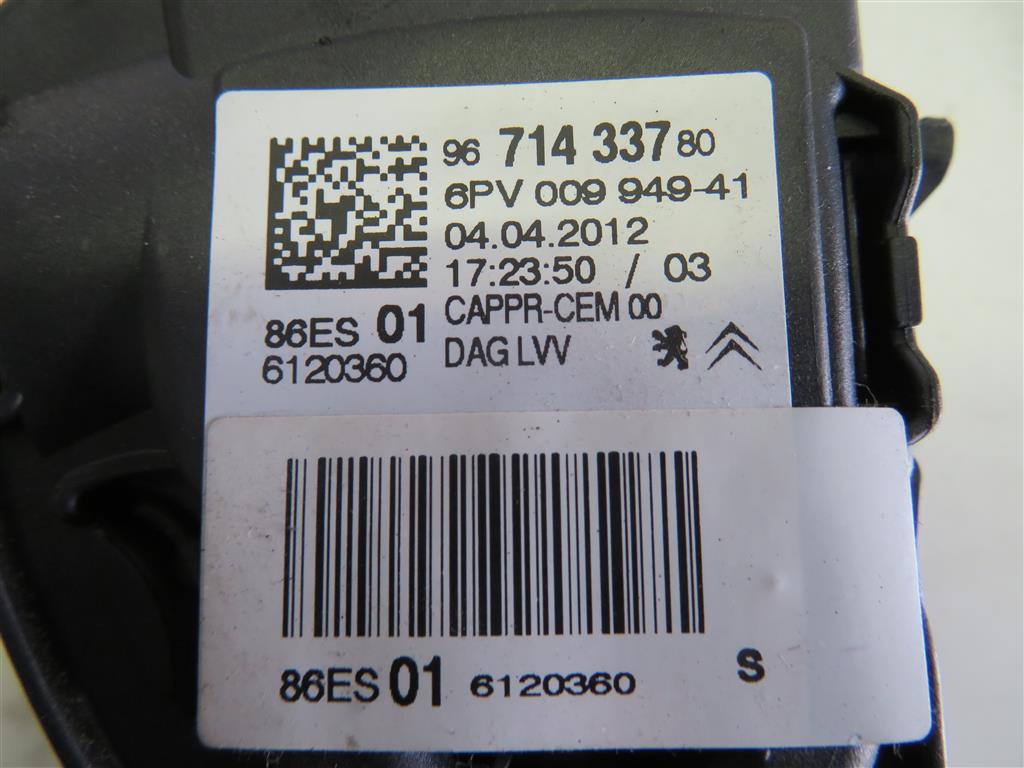 96 714 337 80
6PV 009 949-41
04.04.2012
17:23:50 / 03
86ES 01 CAPPR-CEM 00
6120360 DAG LVV
86ES 01 6120360 S